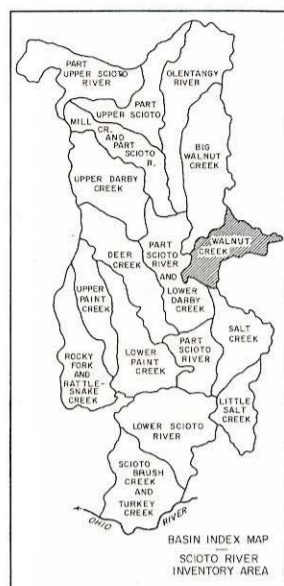 PART
UPPER SCIOTO
RIVER
OLENTANGY
RIVER
PART
UPPER SCIOTO
MILL
CR.
AND
PART
SCIOTO
R.
BIG
WALNUT
CREEK
UPPER DARBY
CREEK
WALNUT
CREEK
DEER
CREEK
PART
SCIOTO
RIVER
AND
LOWER
DARBY
CREEK
UPPER
PAINT
CREEK
SALT
CREEK
LOWER
PAINT
CREEK
PART
SCIOTO
RIVER
ROCKY
FORK
AND
RATTLE-
SNAKE
CREEK
LITTLE
SALT
CREEK
LOWER SCIOTO
RIVER
SCIOTO
BRUSH
CREEK
AND
TURKEY
CREEK
OHIO
RIVER
BASIN INDEX MAP
SCIOTO RIVER
INVENTORY AREA